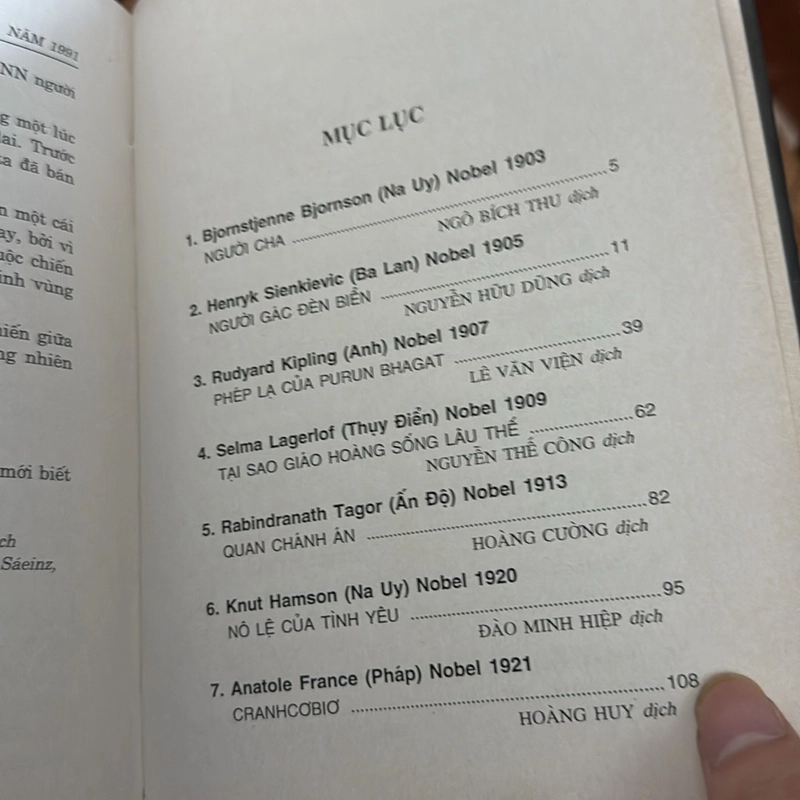 NĂM 1991
NN người
g một lúc
lai. Trước
ta đã bán
n một cái
ay, bởi vì
uộc chiến
ính vùng
hiến giữa
ng nhiên
mới biết
ch
Sáeinz,
MỤC LỤC
1. Bjornstjenne Bjornson (Na Uy) Nobel 1903
NGƯỜI CHA ........ 5
NGÔ BÍCH THU dịch
2. Henryk Sienkievic (Ba Lan) Nobel 1905
NGƯỜI GÁC ĐÈN BIỂN ........ 11
NGUYỄN HỮU DŨNG dịch
3. Rudyard Kipling (Anh) Nobel 1907
PHÉP LẠ CỦA PURUN BHAGAT ........ 39
LÊ VĂN VIỆN dịch
4. Selma Lagerlof (Thụy Điển) Nobel 1909
TẠI SAO GIÁO HOÀNG SỐNG LÂU THẾ ........ 62
NGUYỄN THẾ CÔNG dịch
5. Rabindranath Tagor (Ấn Độ) Nobel 1913
QUAN CHÁNH ÁN ........ 82
HOÀNG CƯỜNG dịch
6. Knut Hamson (Na Uy) Nobel 1920
NÔ LỆ CỦA TÌNH YÊU ........ 95
ĐÀO MINH HIỆP dịch
7. Anatole France (Pháp) Nobel 1921
CRANHCƠBIƠ ........ 108
HOÀNG HUY dịch